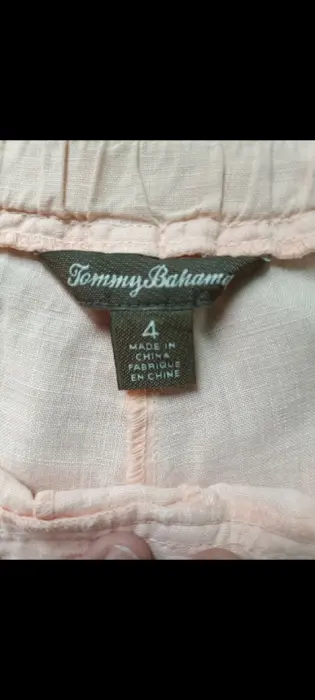 Tommy Bahama
4
MADE IN
CHINA
FABRIQUE
EN CHINE